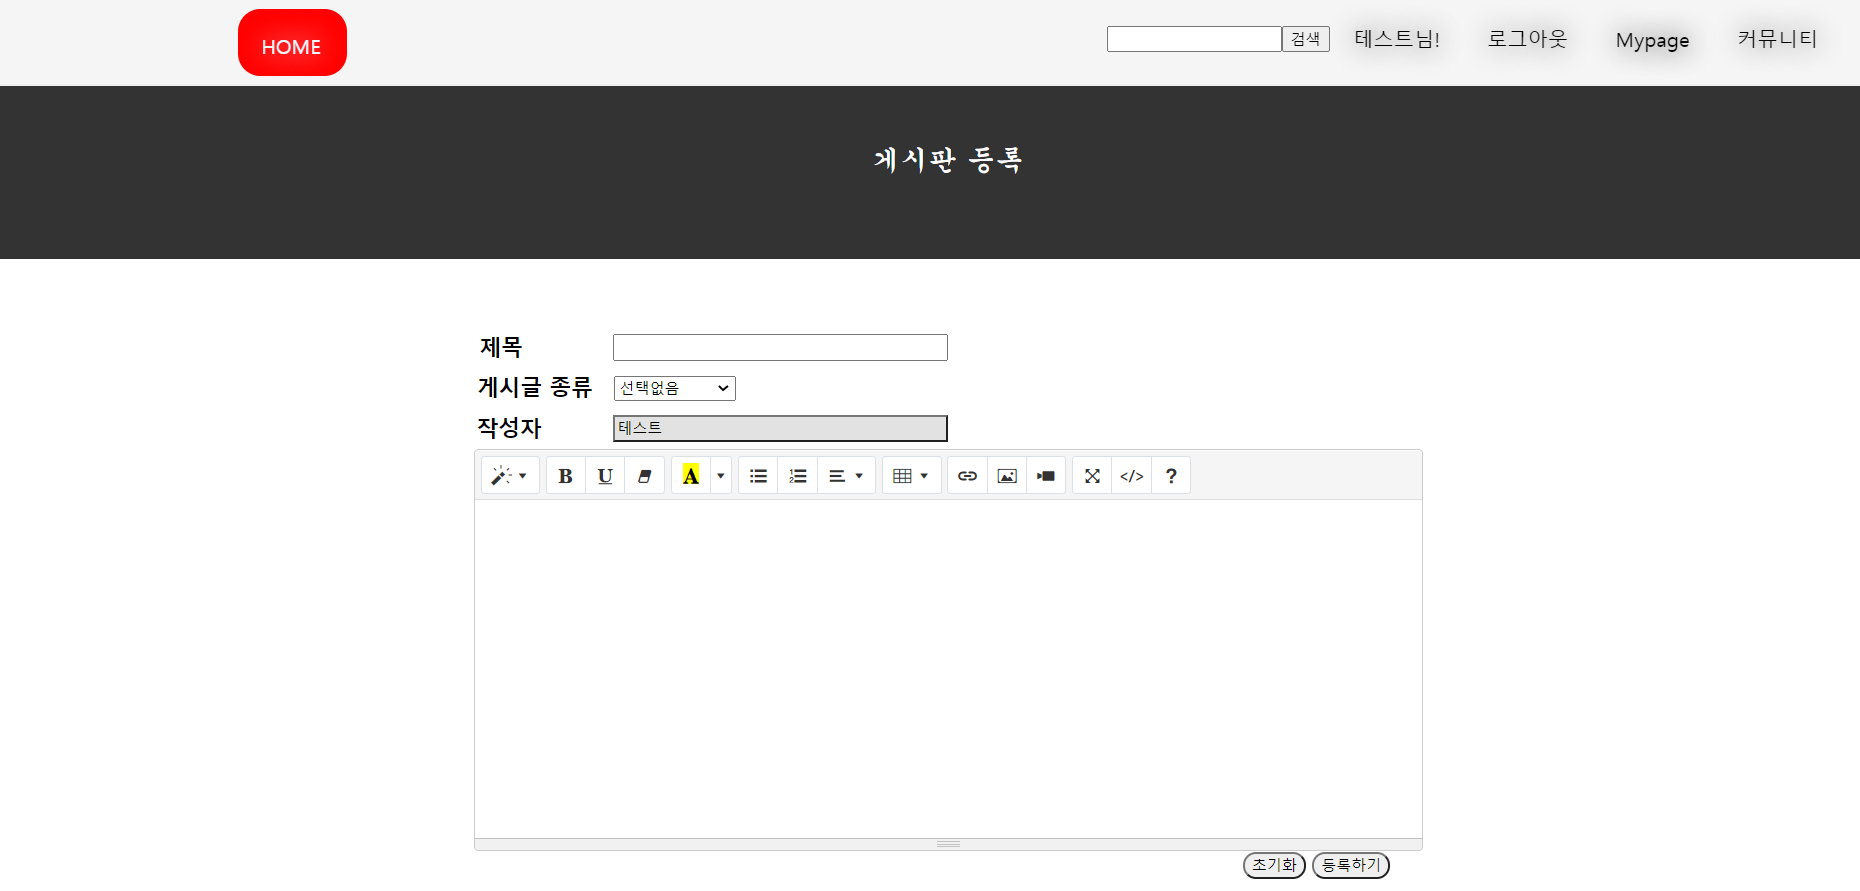 HOME
검색 테스트님! 로그아웃 Mypage 커뮤니티
게시판 등록
제목
게시글 종류 선택없음
작성자 테스트
B U A </> ?
초기화 등록하기